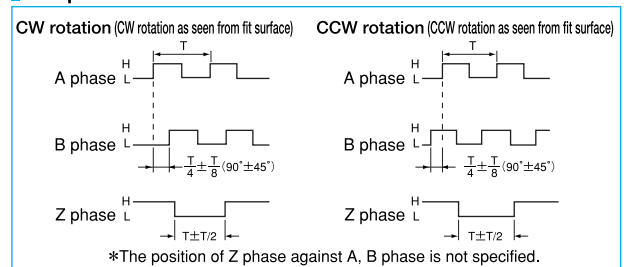 CW rotation (CW rotation as seen from fit surface)
T
A phase H L
B phase H L
T/4±T/8(90°±45°)
Z phase H L
T±T/2
CCW rotation (CCW rotation as seen from fit surface)
T
A phase H L
B phase H L
T/4±T/8(90°±45°)
Z phase H L
T±T/2
*The position of Z phase against A, B phase is not specified.